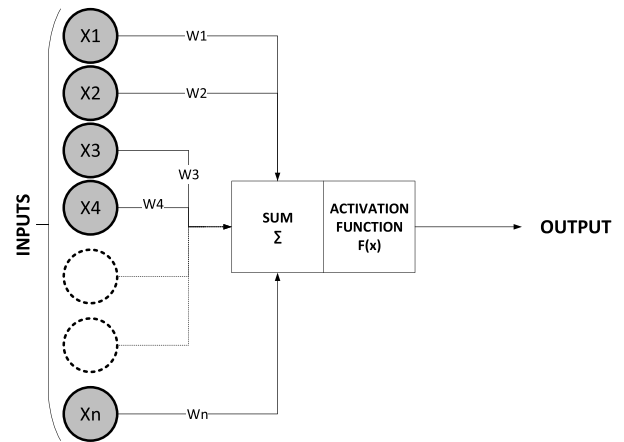 X1
W1
X2
W2
X3
W3
X4
W4
INPUTS
SUM
Σ
ACTIVATION
FUNCTION
F(x)
OUTPUT
Xn
Wn